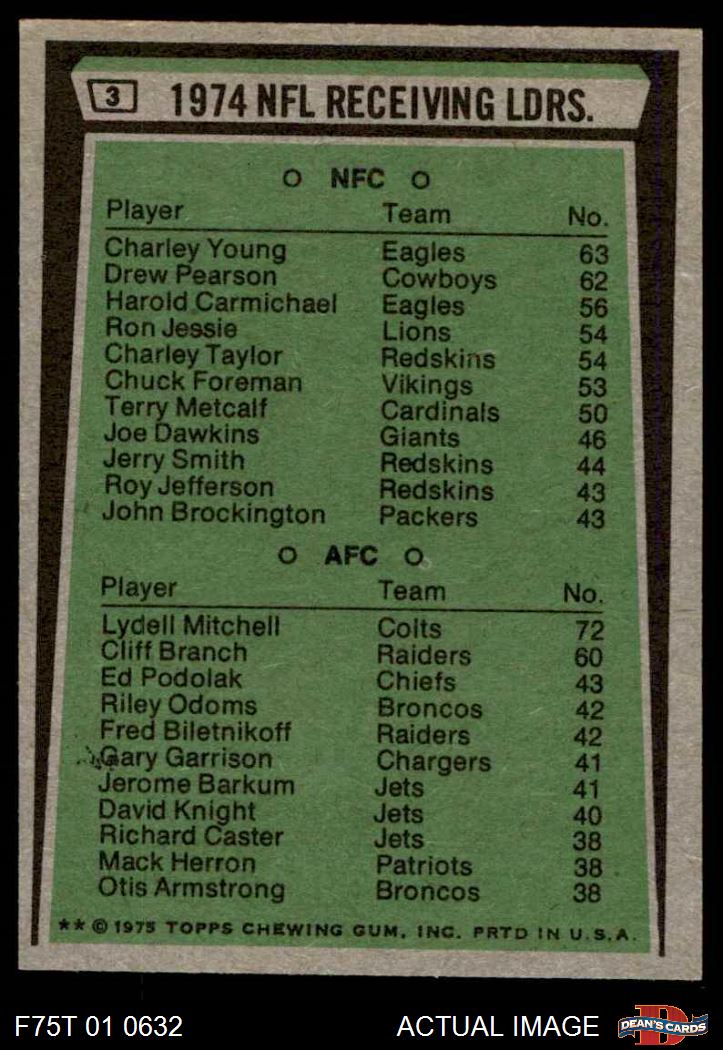 3 1974 NFL RECEIVING LDRS.
NFC
Player Team No.
Charley Young Eagles 63
Drew Pearson Cowboys 62
Harold Carmichael Eagles 56
Ron Jessie Lions 54
Charley Taylor Redskins 54
Chuck Foreman Vikings 53
Terry Metcalf Cardinals 50
Joe Dawkins Giants 46
Jerry Smith Redskins 44
Roy Jefferson Redskins 43
John Brockington Packers 43
AFC
Player Team No.
Lydell Mitchell Colts 72
Cliff Branch Raiders 60
Ed Podolak Chiefs 43
Riley Odoms Broncos 42
Fred Biletnikoff Raiders 42
Gary Garrison Chargers 41
Jerome Barkum Jets 41
David Knight Jets 40
Richard Caster Jets 38
Mack Herron Patriots 38
Otis Armstrong Broncos 38
** © 1975 TOPPS CHEWING GUM, INC. PRTD IN U.S.A.
F75T 01 0632 ACTUAL IMAGE D DEAN'S CARDS